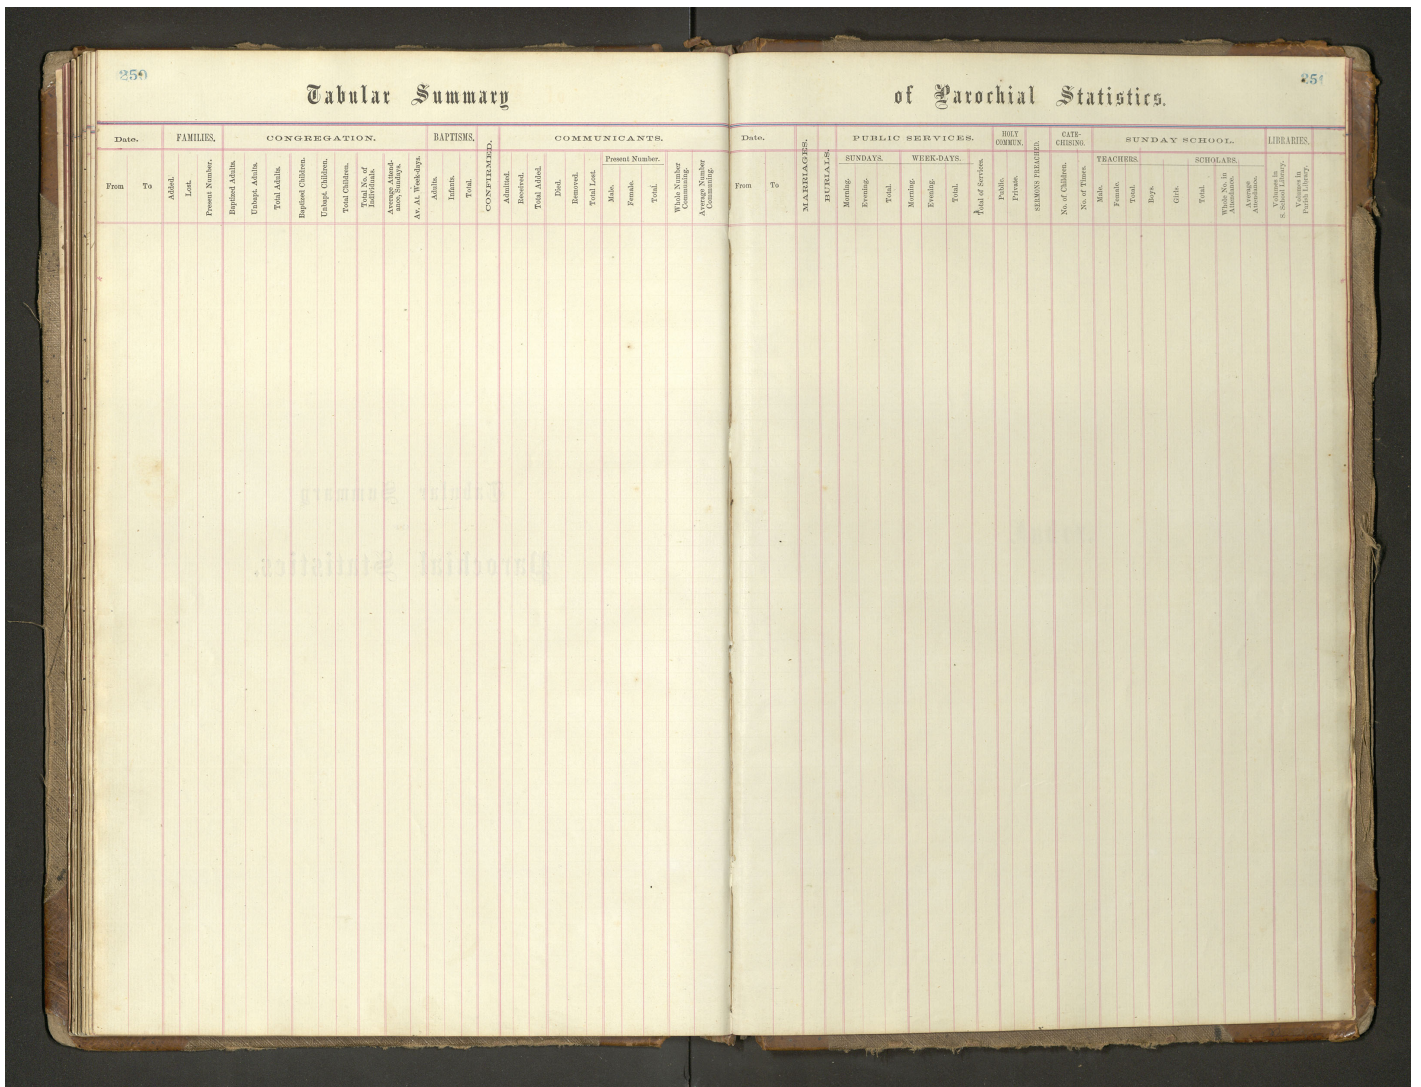 250
Tabular Summary
Date. FAMILIES. CONGREGATION. BAPTISMS. CONFIRMED. COMMUNICANTS.
Present Number.
From To Added. Lost. Present Number. Baptized Adults. Unbapt. Adults. Total Adults. Baptized Children. Unbapt. Children. Total Children. Total No. of Individuals. Average Attendance, Sundays. Av. At. Week-days. Adults. Infants. Total. Admitted. Received. Total Added. Died. Removed. Total Lost. Male. Female. Total. Whole Number Communing. Average Number Communing.
251
of Parochial Statistics.
Date. MARRIAGES. BURIALS. PUBLIC SERVICES. HOLY COMMUN. SERMONS PREACHED. CATE-CHISING. SUNDAY SCHOOL. LIBRARIES.
SUNDAYS. WEEK-DAYS. TEACHERS. SCHOLARS.
From To Morning. Evening. Total. Morning. Evening. Total. Total of Services. Public. Private. No. of Children. No. of Times. Male. Female. Total. Boys. Girls. Total. Whole No. in Attendance. Average Attendance. Volumes in S. School Library. Volumes in Parish Library.
Tabular Summary
Parochial Statistics.